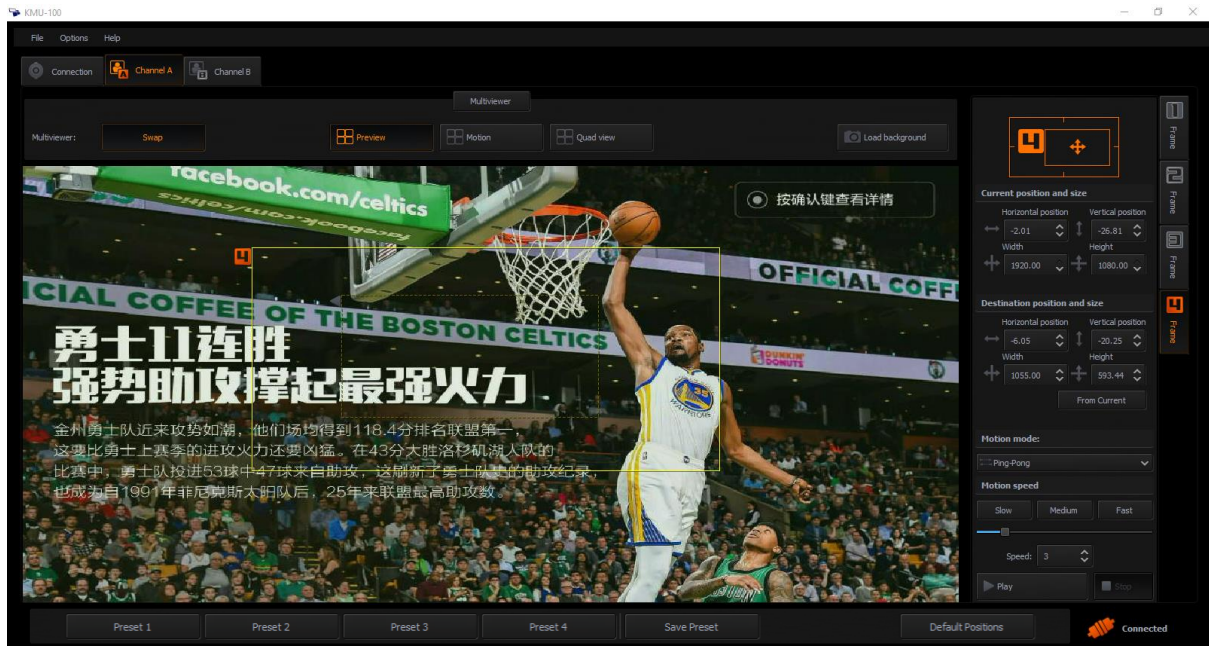 KMU-100
File Options Help
Connection Channel A Channel B
Multiviewer
Multiviewer: Swap Preview Motion Quad view Load background
facebook.com/celtics
按确认键查看详情
OFFICIAL COFF
ICIAL COFFEE OF THE BOSTON CELTICS
DUNKIN'
DONUTS
4
勇士11连胜
强势助攻撑起最强火力
金州勇士队近来攻势如潮，他们场均得到118.4分排名联盟第一，
这要比勇士上赛季的进攻火力还要凶猛。在43分大胜洛杉矶湖人队的
比赛中，勇士队投进53球中47球来自助攻，这刷新了勇士队史的助攻纪录，
也成为自1991年菲尼克斯太阳队后，25年来联盟最高助攻数。
WARRIORS
35
4
Current position and size
Horizontal position Vertical position
-2.01 -26.81
Width Height
1920.00 1080.00
Destination position and size
Horizontal position Vertical position
-6.05 -20.25
Width Height
1055.00 593.44
From Current
Motion mode:
Ping-Pong
Motion speed
Slow Medium Fast
Speed: 3
Play Stop
1 Frame
2 Frame
3 Frame
4 Frame
Preset 1 Preset 2 Preset 3 Preset 4 Save Preset Default Positions Connected